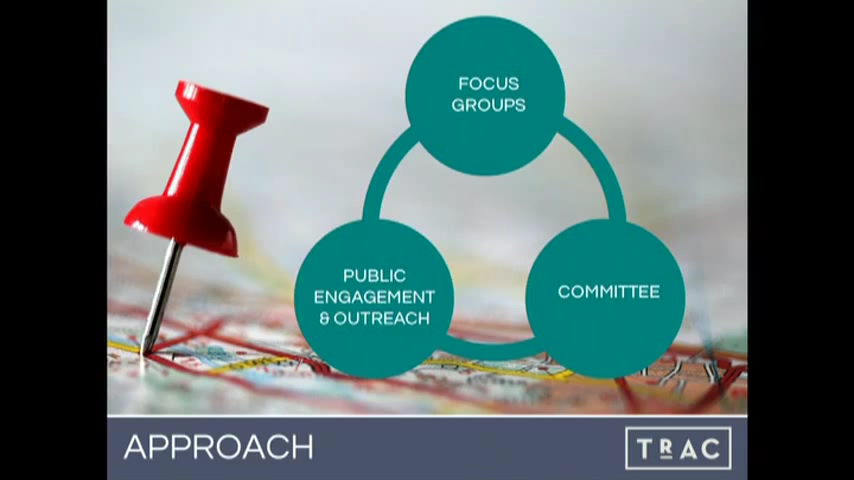 FOCUS
GROUPS
PUBLIC
ENGAGEMENT
& OUTREACH
COMMITTEE
APPROACH
TRAC